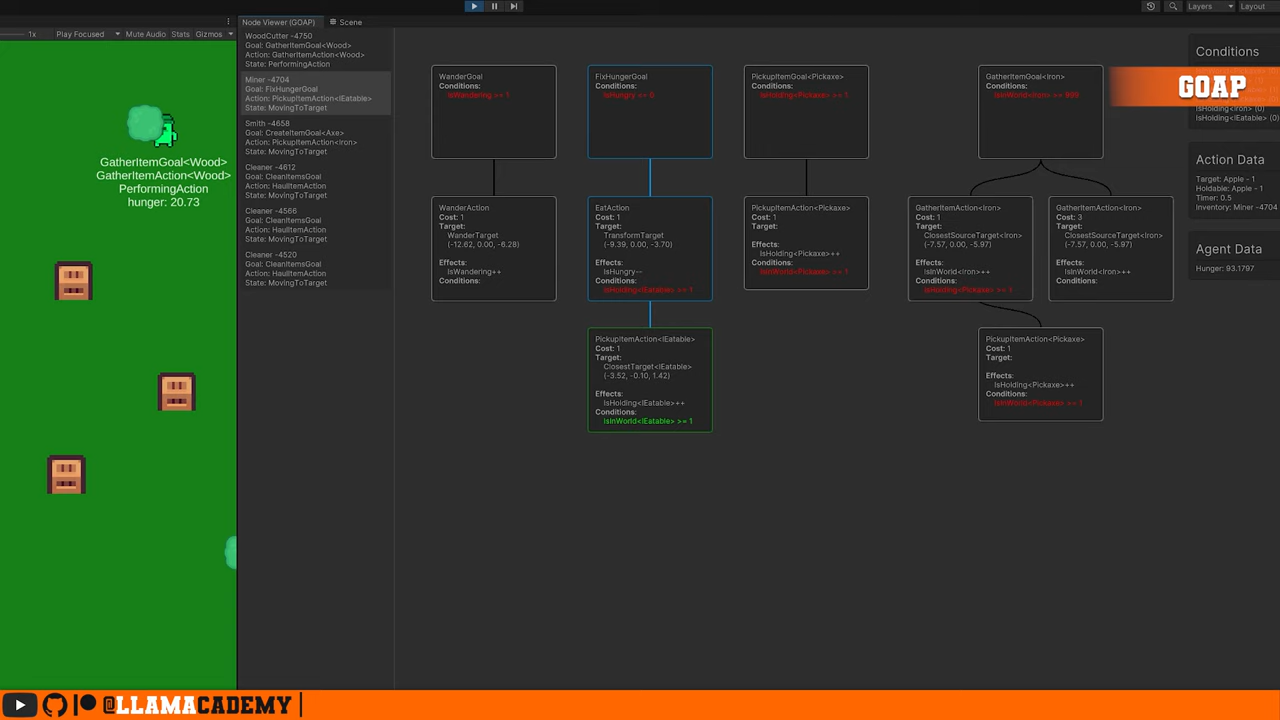 Layers
Layout
Node Viewer (GOAP)
Scene
1x
Play Focused
Mute Audio
Stats
Gizmos
WoodCutter -4750
Goal: GatherItemGoal<Wood>
Action: GatherItemAction<Wood>
State: PerformingAction
Miner -4704
Goal: FixHungerGoal
Action: PickupItemAction<IEatable>
State: MovingToTarget
Smith -4658
Goal: CreateItemGoal<Axe>
Action: PickupItemAction<Iron>
State: MovingToTarget
Cleaner -4612
Goal: CleanItemsGoal
Action: HaulItemAction
State: MovingToTarget
Cleaner -4566
Goal: CleanItemsGoal
Action: HaulItemAction
State: MovingToTarget
Cleaner -4520
Goal: CleanItemsGoal
Action: HaulItemAction
State: MovingToTarget
GatherItemGoal<Wood>
GatherItemAction<Wood>
PerformingAction
hunger: 20.73
WanderGoal
Conditions:
IsWandering >= 1
FixHungerGoal
Conditions:
IsHungry <= 0
PickupItemGoal<Pickaxe>
Conditions:
IsHolding<Pickaxe> >= 1
GatherItemGoal<Iron>
Conditions:
IsInWorld<Iron> >= 999
WanderAction
Cost: 1
Target:
WanderTarget
(-12.62, 0.00, -6.28)
Effects:
IsWandering++
Conditions:
EatAction
Cost: 1
Target:
TransformTarget
(-9.39, 0.00, -3.70)
Effects:
IsHungry--
Conditions:
IsHolding<IEatable> >= 1
PickupItemAction<Pickaxe>
Cost: 1
Target:
Effects:
IsHolding<Pickaxe>++
Conditions:
IsInWorld<Pickaxe> >= 1
GatherItemAction<Iron>
Cost: 1
Target:
ClosestSourceTarget<Iron>
(-7.57, 0.00, -5.97)
Effects:
IsInWorld<Iron>++
Conditions:
IsHolding<Pickaxe> >= 1
GatherItemAction<Iron>
Cost: 3
Target:
ClosestSourceTarget<Iron>
(-7.57, 0.00, -5.97)
Effects:
IsInWorld<Iron>++
Conditions:
PickupItemAction<IEatable>
Cost: 1
Target:
ClosestTarget<IEatable>
(-3.52, -0.10, 1.42)
Effects:
IsHolding<IEatable>++
Conditions:
IsInWorld<IEatable> >= 1
PickupItemAction<Pickaxe>
Cost: 1
Target:
Effects:
IsHolding<Pickaxe>++
Conditions:
IsInWorld<Pickaxe> >= 1
Conditions
GOAP
IsHolding<IEatable> (0)
Action Data
Target: Apple - 1
Holdable: Apple - 1
Timer: 0.5
Inventory: Miner -4704
Agent Data
Hunger: 93.1797
@LLAMACADEMY